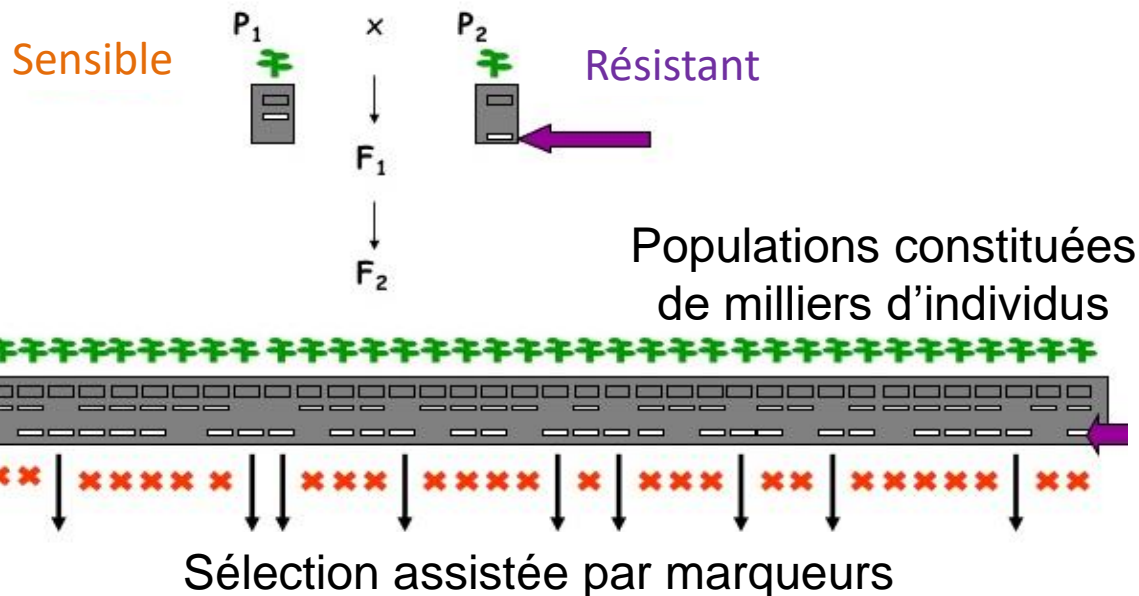 P₁ x P₂
Sensible
Résistant
F₁
F₂
Populations constituées
de milliers d’individus
Sélection assistée par marqueurs